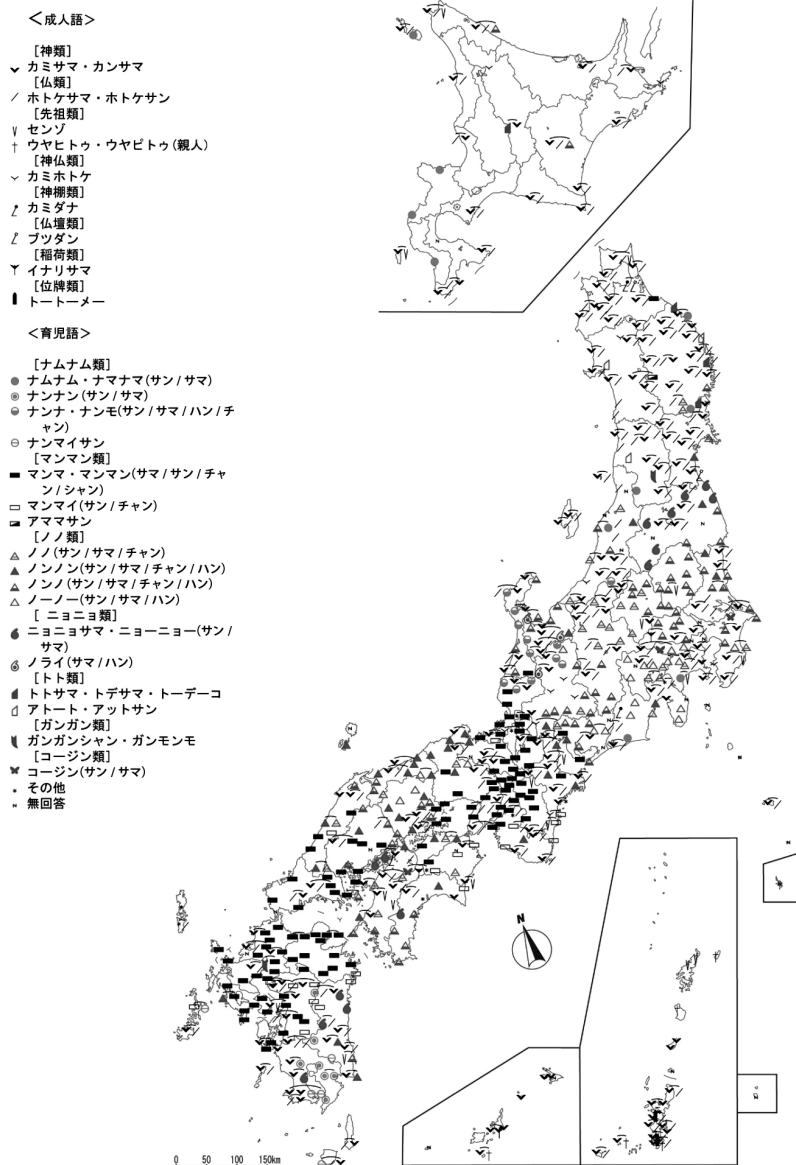 ＜成人語＞
［神類］
カミサマ・カンサマ
［仏類］
ホトケサマ・ホトケサン
［先祖類］
センゾ
ウヤヒトゥ・ウヤピトゥ(親人)
［神仏類］
カミホトケ
［神棚類］
カミダナ
［仏壇類］
ブツダン
［稲荷類］
イナリサマ
［位牌類］
トートーメー
＜育児語＞
［ナムナム類］
ナムナム・ナマナマ(サン/サマ)
ナンナン(サン/サマ)
ナンナ・ナンモ(サン/サマ/ハン/チ
ャン)
ナンマイサン
［マンマン類］
マンマ・マンマン(サマ/サン/チャ
ン/シャン)
マンマイ(サン/チャン)
アママサン
［ノノ類］
ノノ(サン/サマ/チャン)
ノンノン(サン/サマ/チャン/ハン)
ノンノ(サン/サマ/チャン/ハン)
ノーノー(サン/サマ/ハン)
［ ニョニョ類］
ニョニョサマ・ニョーニョー(サン/
サマ)
ノライ(サマ/ハン)
［トト類］
トトサマ・トデサマ・トーデーコ
アトート・アットサン
［ガンガン類］
ガンガンシャン・ガンモンモ
［コージン類］
コージン(サン/サマ)
その他
N 無回答
N
0 50 100 150km